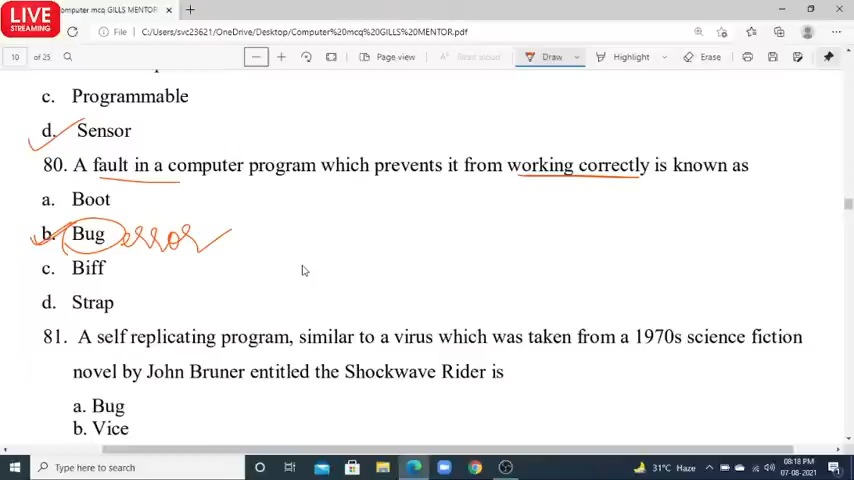 LIVE
STREAMING
Computer mcq GILLS MENTOR.pdf
File
C:/Users/svc23621/OneDrive/Desktop/Computer%20mcq%20GILLS%20MENTOR.pdf
10 of 25
Page view
Read aloud
Draw
Highlight
Erase
c. Programmable
d. Sensor
80. A fault in a computer program which prevents it from working correctly is known as
a. Boot
b. Bug error
c. Biff
d. Strap
81. A self replicating program, similar to a virus which was taken from a 1970s science fiction
novel by John Bruner entitled the Shockwave Rider is
a. Bug
b. Vice
Type here to search
31°C Haze
08:18 PM
07-08-2021